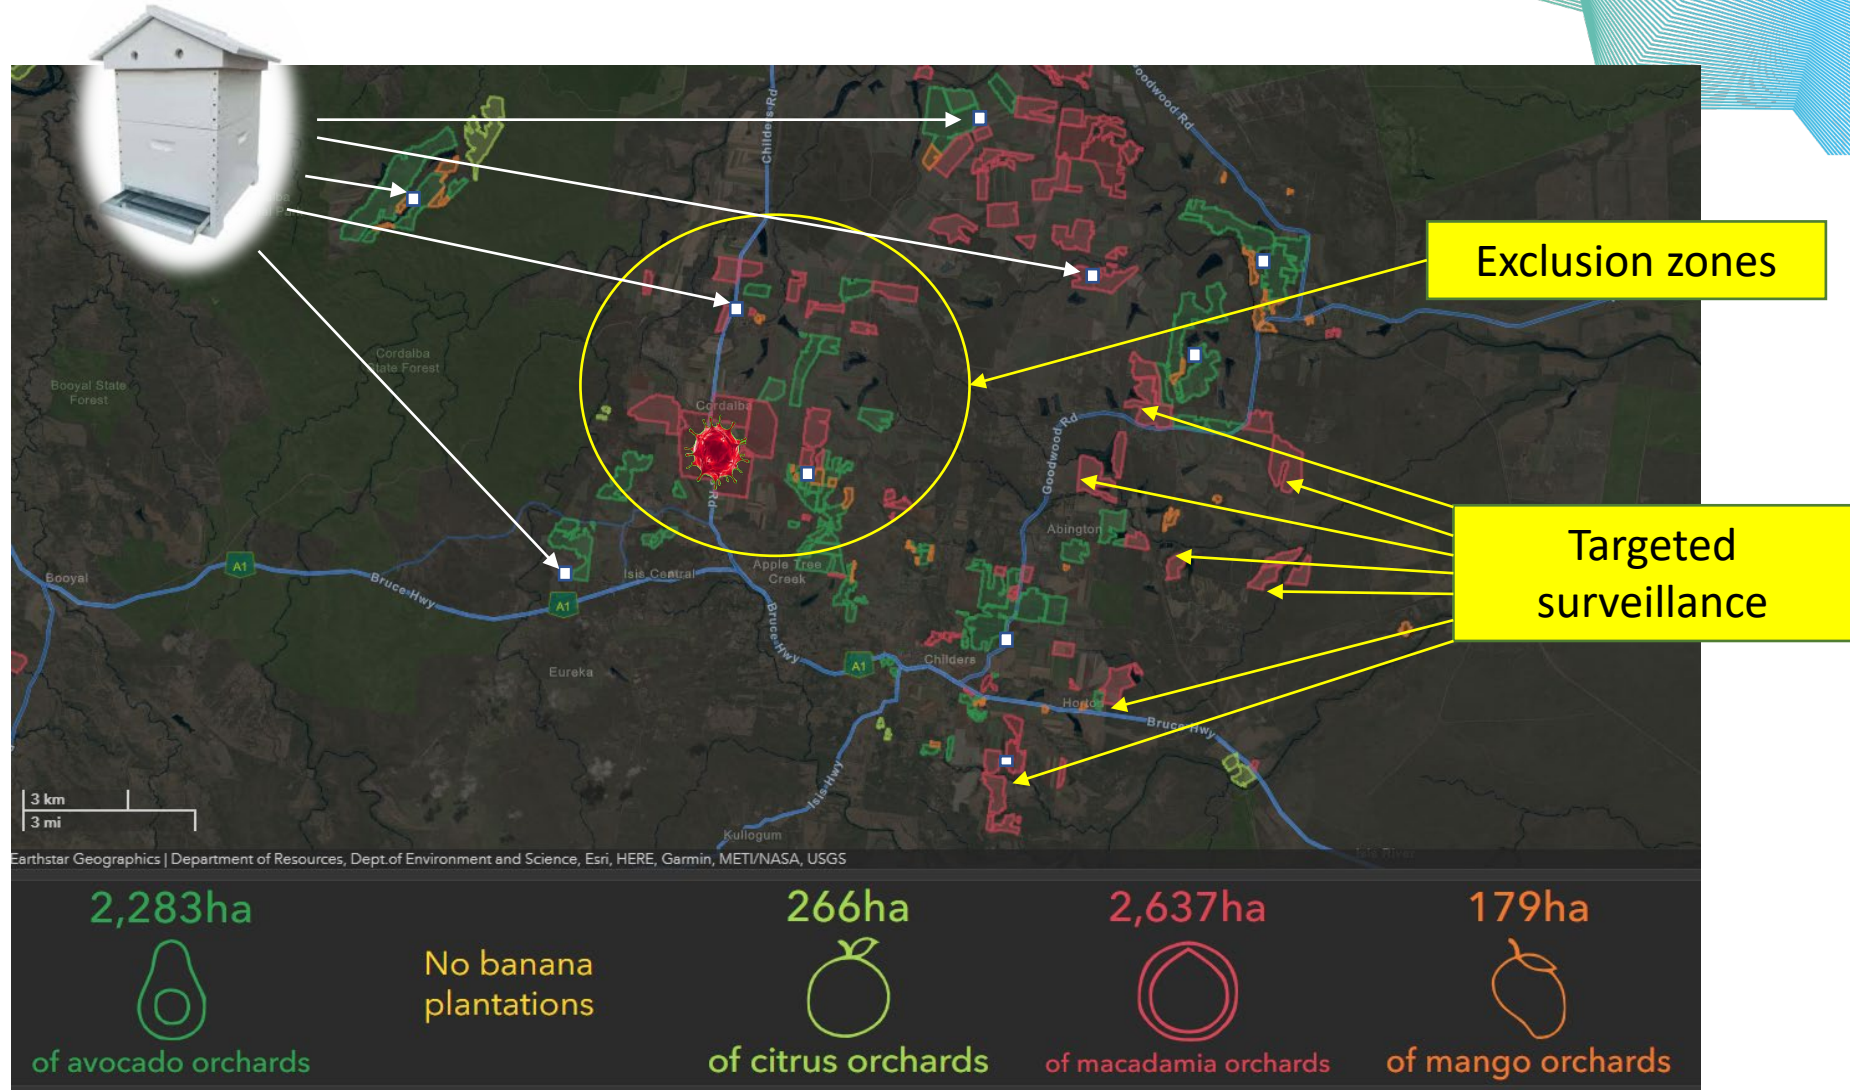 Childers Rd
Goodwood Rd
Exclusion zones
Cordalba
State Forest
Booyal State
Forest
Cordalba
Goodwood Rd
Rd
Abington
Targeted
surveillance
A1
Booyal
Bruce Hwy
A1
Isis Central
Apple Tree
Creek
Bruce Hwy
A1
Childers
Eureka
Horton
Bruce Hwy
Isis Hwy
Kullogum
3 km
3 mi
Isis River
Earthstar Geographics | Department of Resources, Dept.of Environment and Science, Esri, HERE, Garmin, METI/NASA, USGS
2,283ha
of avocado orchards
No banana
plantations
266ha
of citrus orchards
2,637ha
of macadamia orchards
179ha
of mango orchards